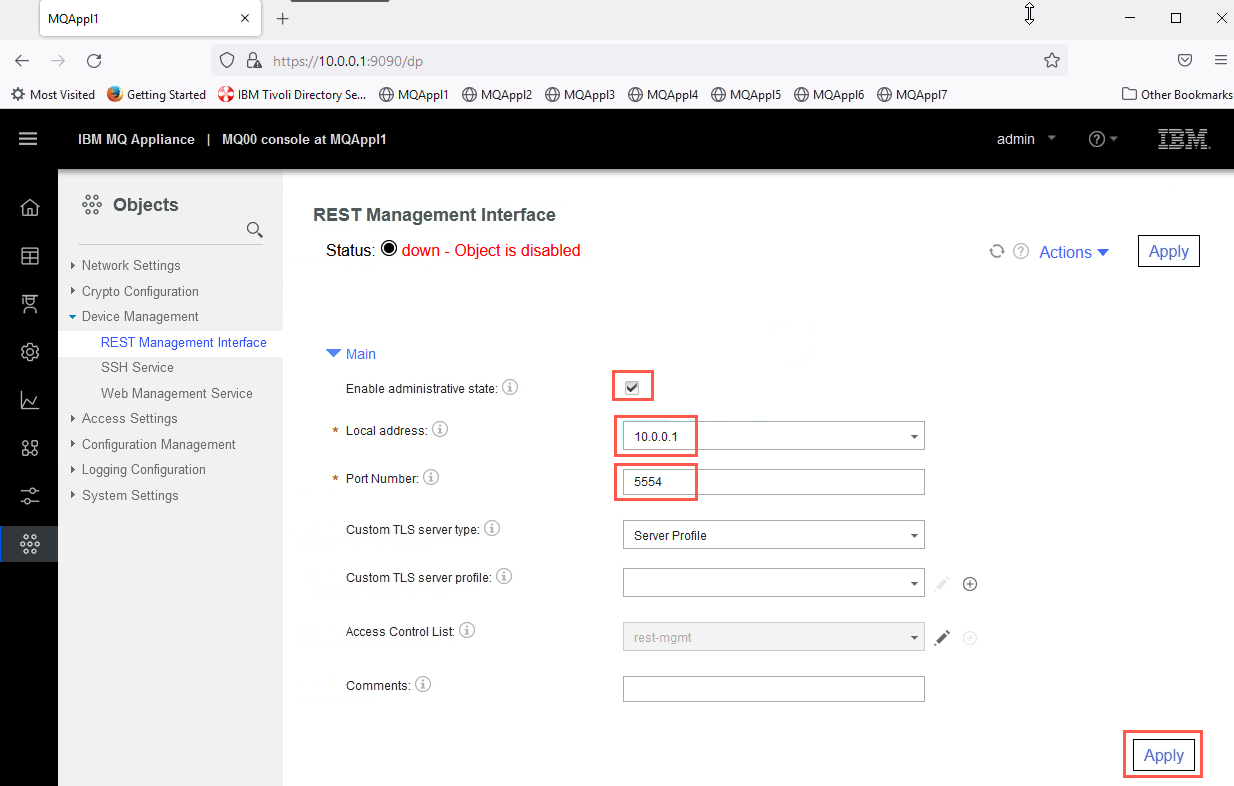 MQAppl1
https://10.0.0.1:9090/dp
Most Visited Getting Started IBM Tivoli Directory Se... MQAppl1 MQAppl2 MQAppl3 MQAppl4 MQAppl5 MQAppl6 MQAppl7 Other Bookmarks
IBM MQ Appliance | MQ00 console at MQAppl1 admin IBM
Objects
Network Settings
Crypto Configuration
Device Management
REST Management Interface
SSH Service
Web Management Service
Access Settings
Configuration Management
Logging Configuration
System Settings
REST Management Interface
Status: down - Object is disabled
Actions Apply
Main
Enable administrative state:
* Local address: 10.0.0.1
* Port Number: 5554
Custom TLS server type: Server Profile
Custom TLS server profile:
Access Control List: rest-mgmt
Comments:
Apply